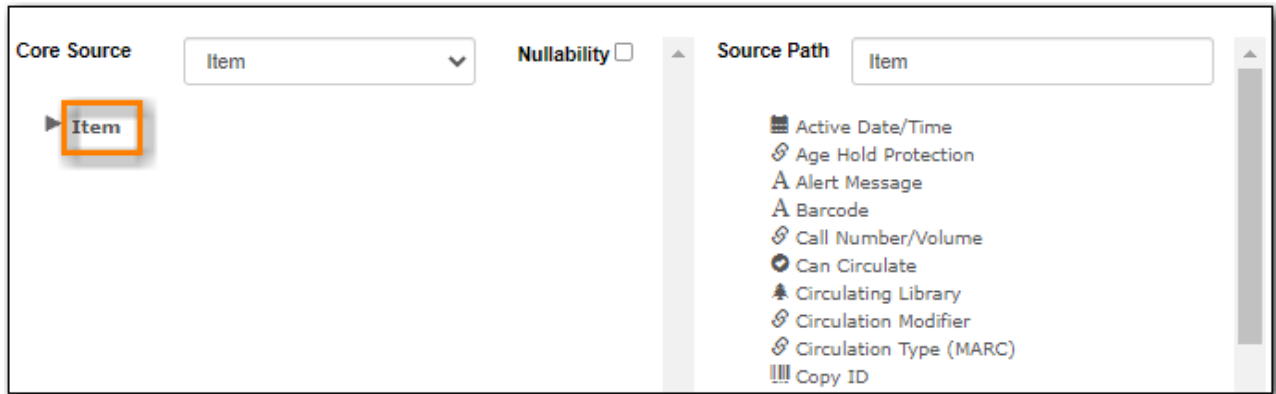 Core Source Item Nullability Source Path Item
Item
Active Date/Time
Age Hold Protection
Alert Message
Barcode
Call Number/Volume
Can Circulate
Circulating Library
Circulation Modifier
Circulation Type (MARC)
Copy ID